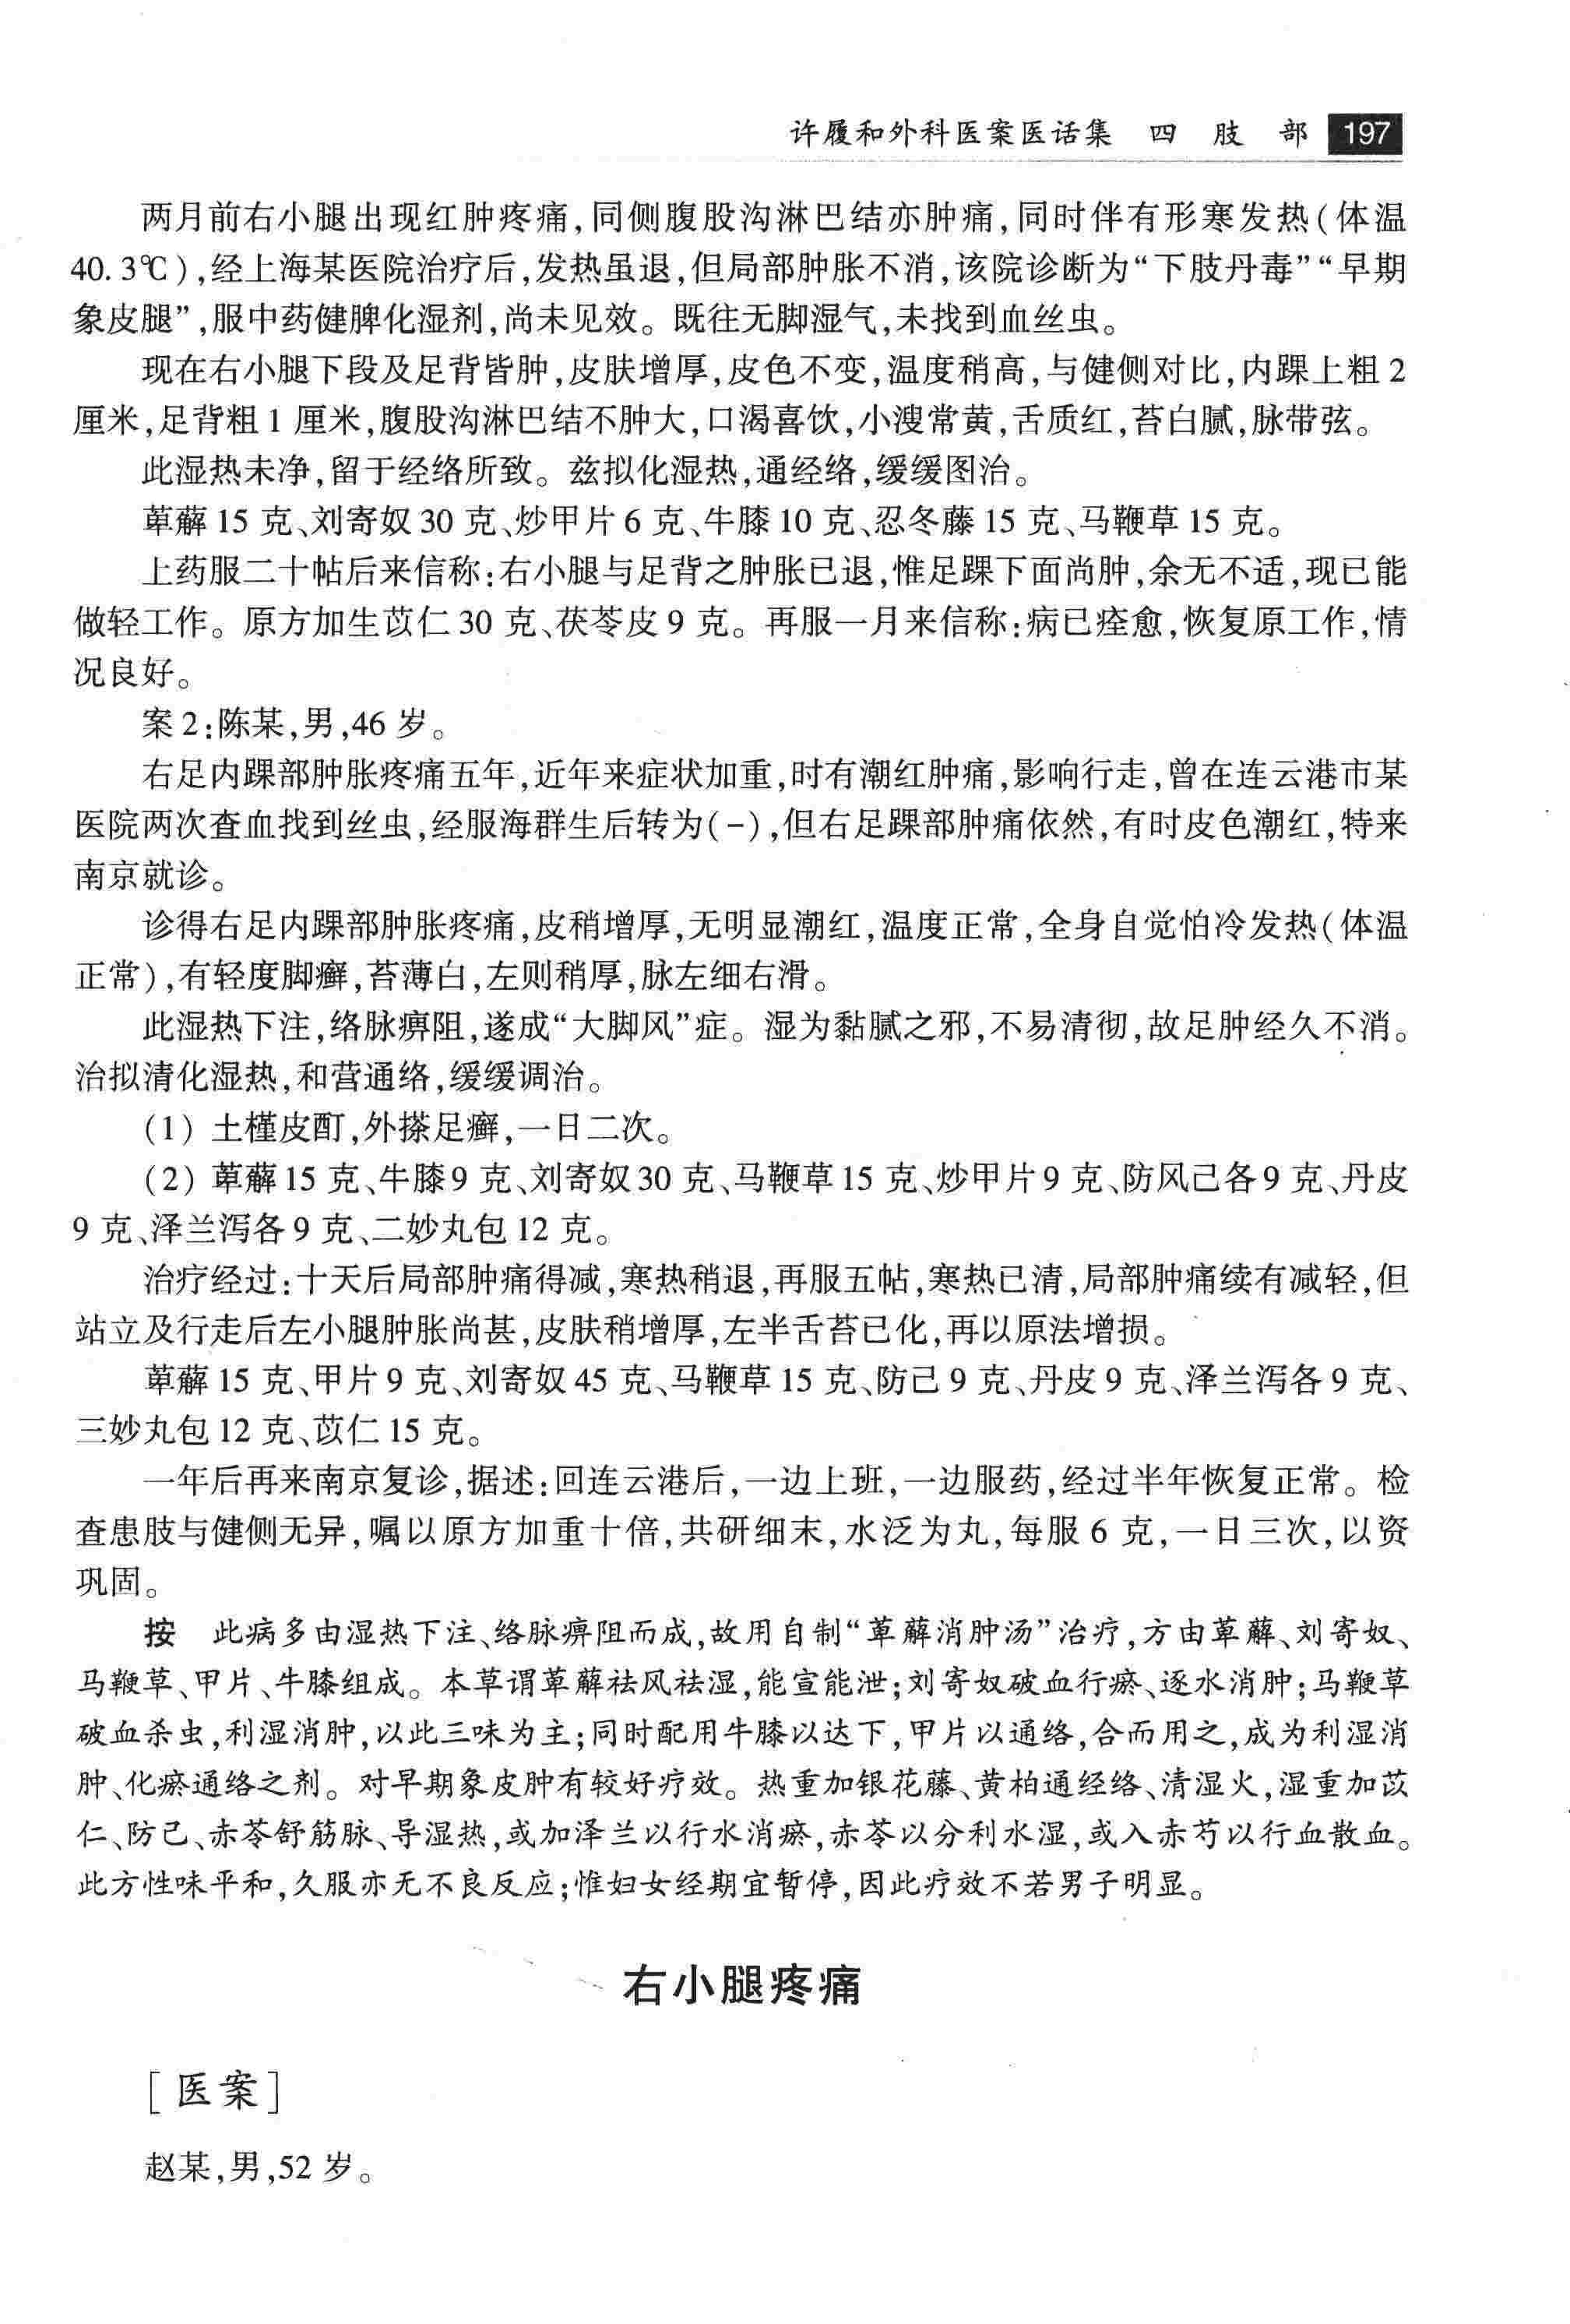 许履和外科医案医话集 四肢部 197
两月前右小腿出现红肿疼痛,同侧腹股沟淋巴结亦肿痛,同时伴有形寒发热(体温
40.3℃),经上海某医院治疗后,发热虽退,但局部肿胀不消,该院诊断为“下肢丹毒”“早期
象皮腿”,服中药健脾化湿剂,尚未见效。既往无脚湿气,未找到血丝虫。
现在右小腿下段及足背皆肿,皮肤增厚,皮色不变,温度稍高,与健侧对比,内踝上粗2
厘米,足背粗1厘米,腹股沟淋巴结不肿大,口渴喜饮,小溲常黄,舌质红,苔白腻,脉带弦。
此湿热未净,留于经络所致。兹拟化湿热,通经络,缓缓图治。
萆薢15克、刘寄奴30克、炒甲片6克、牛膝10克、忍冬藤15克、马鞭草15克。
上药服二十帖后来信称:右小腿与足背之肿胀已退,惟足踝下面尚肿,余无不适,现已能
做轻工作。原方加生苡仁30克、茯苓皮9克。再服一月来信称:病已痊愈,恢复原工作,情
况良好。
案2:陈某,男,46岁。
右足内踝部肿胀疼痛五年,近年来症状加重,时有潮红肿痛,影响行走,曾在连云港市某
医院两次查血找到丝虫,经服海群生后转为(-),但右足踝部肿痛依然,有时皮色潮红,特来
南京就诊。
诊得右足内踝部肿胀疼痛,皮稍增厚,无明显潮红,温度正常,全身自觉怕冷发热(体温
正常),有轻度脚癣,苔薄白,左则稍厚,脉左细右滑。
此湿热下注,络脉痹阻,遂成“大脚风”症。湿为黏腻之邪,不易清彻,故足肿经久不消。
治拟清化湿热,和营通络,缓缓调治。
(1) 土槿皮酊,外搽足癣,一日二次。
(2) 萆薢15克、牛膝9克、刘寄奴30克、马鞭草15克、炒甲片9克、防风己各9克、丹皮
9克、泽兰泻各9克、二妙丸包12克。
治疗经过:十天后局部肿痛得减,寒热稍退,再服五帖,寒热已清,局部肿痛续有减轻,但
站立及行走后左小腿肿胀尚甚,皮肤稍增厚,左半舌苔已化,再以原法增损。
萆薢15克、甲片9克、刘寄奴45克、马鞭草15克、防己9克、丹皮9克、泽兰泻各9克、
三妙丸包12克、苡仁15克。
一年后再来南京复诊,据述:回连云港后,一边上班,一边服药,经过半年恢复正常。检
查患肢与健侧无异,嘱以原方加重十倍,共研细末,水泛为丸,每服6克,一日三次,以资
巩固。
按 此病多由湿热下注、络脉痹阻而成,故用自制“萆薢消肿汤”治疗,方由萆薢、刘寄奴、
马鞭草、甲片、牛膝组成。本草谓萆薢祛风祛湿,能宣能泄;刘寄奴破血行瘀、逐水消肿;马鞭草
破血杀虫,利湿消肿,以此三味为主;同时配用牛膝以达下,甲片以通络,合而用之,成为利湿消
肿、化瘀通络之剂。对早期象皮肿有较好疗效。热重加银花藤、黄柏通经络、清湿火,湿重加苡
仁、防己、赤苓舒筋脉、导湿热,或加泽兰以行水消瘀,赤苓以分利水湿,或入赤芍以行血散血。
此方性味平和,久服亦无不良反应;惟妇女经期宜暂停,因此疗效不若男子明显。
右小腿疼痛
[医案]
赵某,男,52岁。